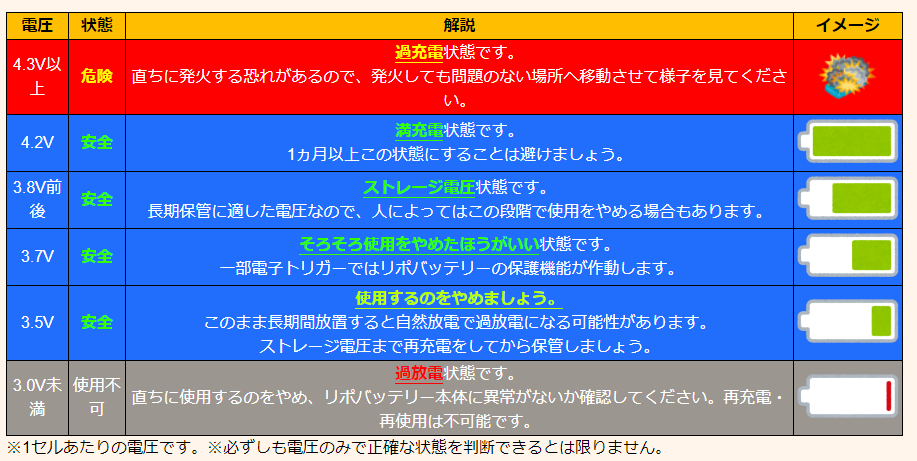 電圧 状態 解説 イメージ
4.3V以上 危険 過充電状態です。
直ちに発火する恐れがあるので、発火しても問題のない場所へ移動させて様子を見てください。
4.2V 安全 満充電状態です。
1ヵ月以上この状態にすることは避けましょう。
3.8V前後 安全 ストレージ電圧状態です。
長期保管に適した電圧なので、人によってはこの段階で使用をやめる場合もあります。
3.7V 安全 そろそろ使用をやめたほうがいい状態です。
一部電子トリガーではリポバッテリーの保護機能が作動します。
3.5V 安全 使用するのをやめましょう。
このまま長期間放置すると自然放電で過放電になる可能性があります。
ストレージ電圧まで再充電をしてから保管しましょう。
3.0V未満 使用不可 過放電状態です。
直ちに使用するのをやめ、リポバッテリー本体に異常がないか確認してください。再充電・再使用は不可能です。
※1セルあたりの電圧です。※必ずしも電圧のみで正確な状態を判断できるとは限りません。